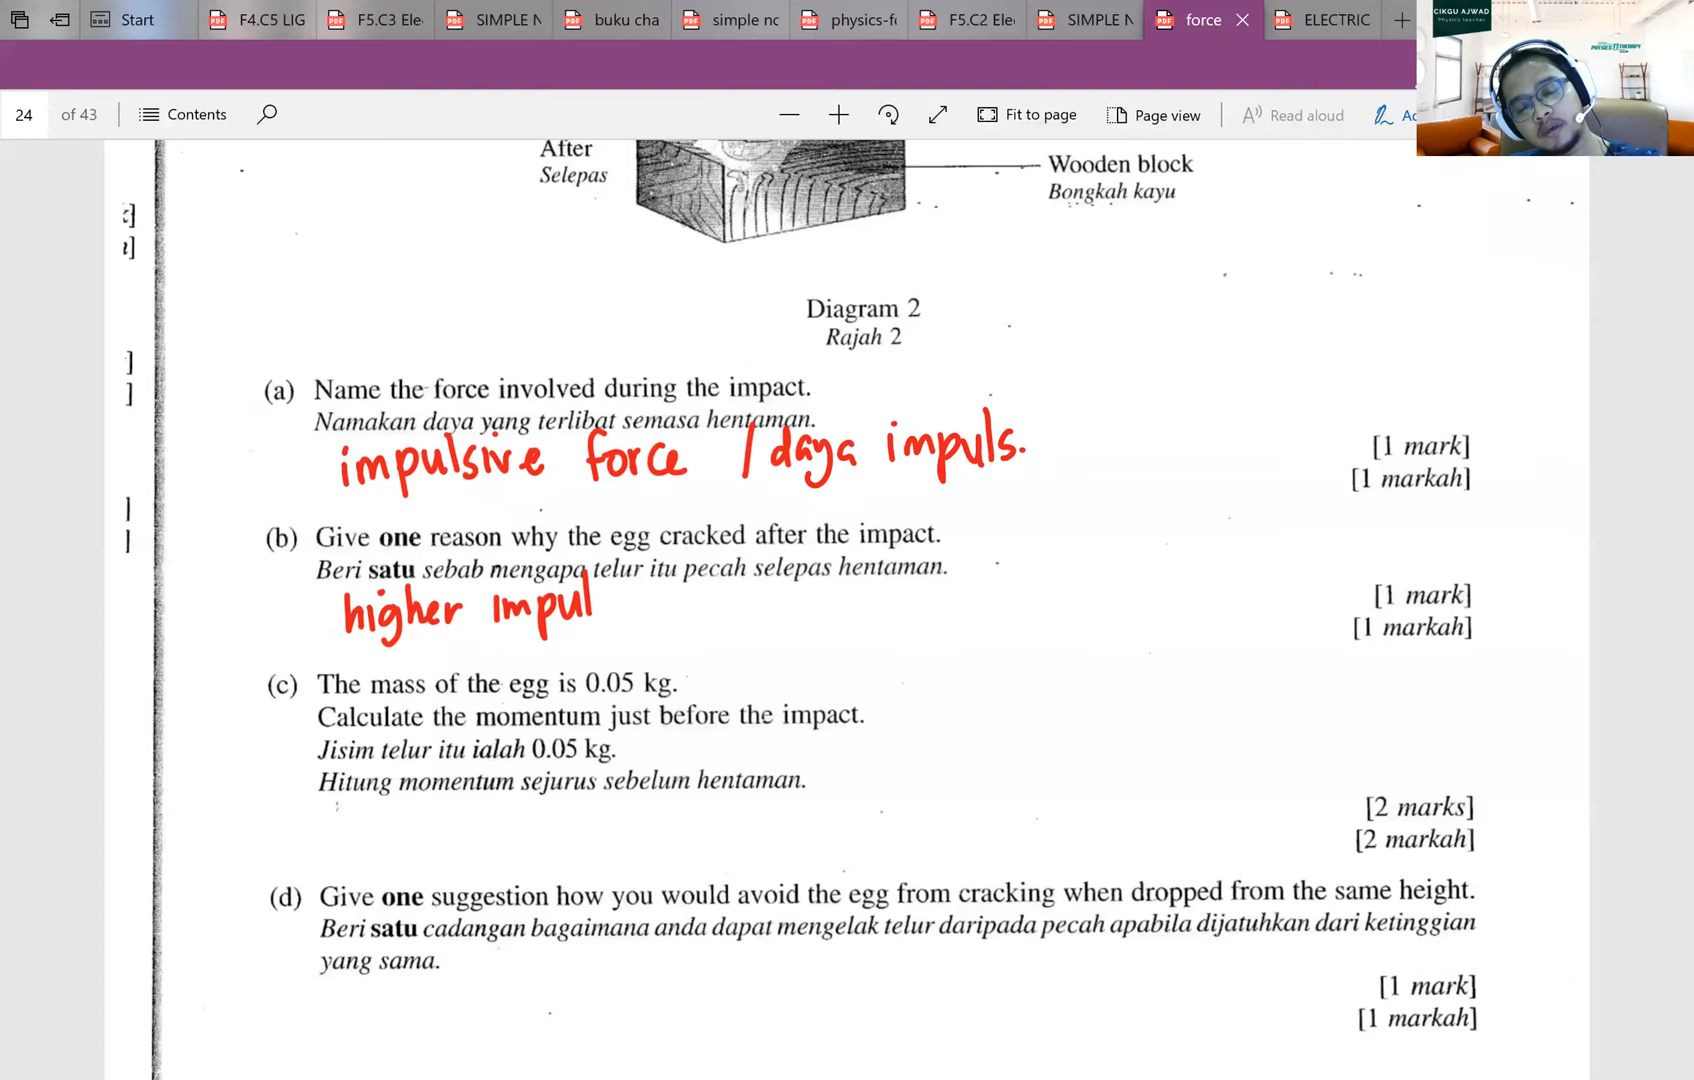 Start
F4.C5 LIG
F5.C3 Ele
SIMPLE N
buku cha
simple nc
physics-f
F5.C2 Ele
SIMPLE N
force
ELECTRIC
CIKGU AJWAD
Physics teacher
PHYSICS THERAPY
24 of 43
Contents
Fit to page
Page view
Read aloud
After
Selepas
Wooden block
Bongkah kayu
Diagram 2
Rajah 2
(a) Name the force involved during the impact.
Namakan daya yang terlibat semasa hentaman.
impulsive force / daya impuls.
[1 mark]
[1 markah]
(b) Give one reason why the egg cracked after the impact.
Beri satu sebab mengapa telur itu pecah selepas hentaman.
higher impul
[1 mark]
[1 markah]
(c) The mass of the egg is 0.05 kg.
Calculate the momentum just before the impact.
Jisim telur itu ialah 0.05 kg.
Hitung momentum sejurus sebelum hentaman.
[2 marks]
[2 markah]
(d) Give one suggestion how you would avoid the egg from cracking when dropped from the same height.
Beri satu cadangan bagaimana anda dapat mengelak telur daripada pecah apabila dijatuhkan dari ketinggian
yang sama.
[1 mark]
[1 markah]